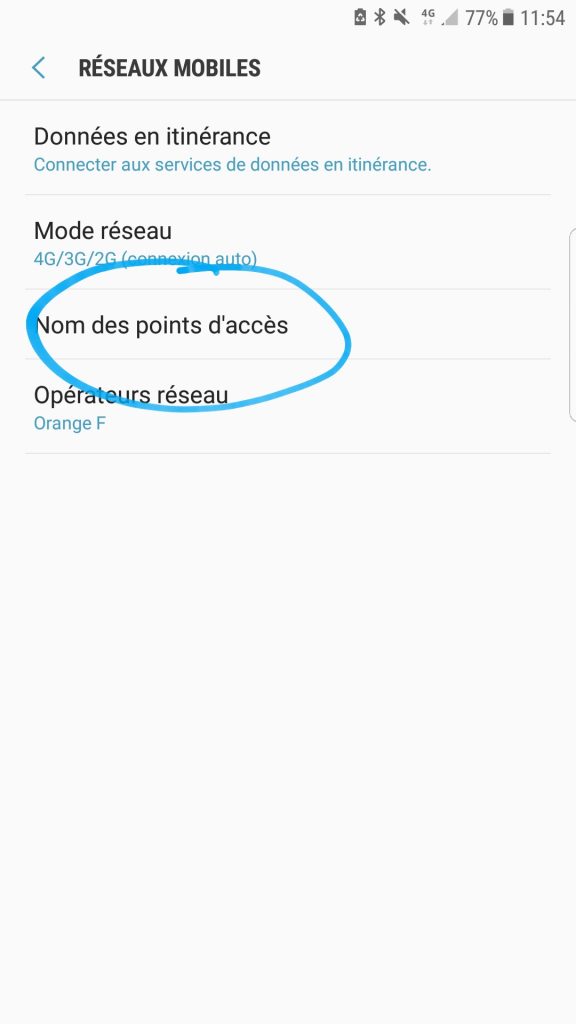 4G 77% 11:54
RÉSEAUX MOBILES
Données en itinérance
Connecter aux services de données en itinérance.
Mode réseau
4G/3G/2G (connexion auto)
Nom des points d'accès
Opérateurs réseau
Orange F